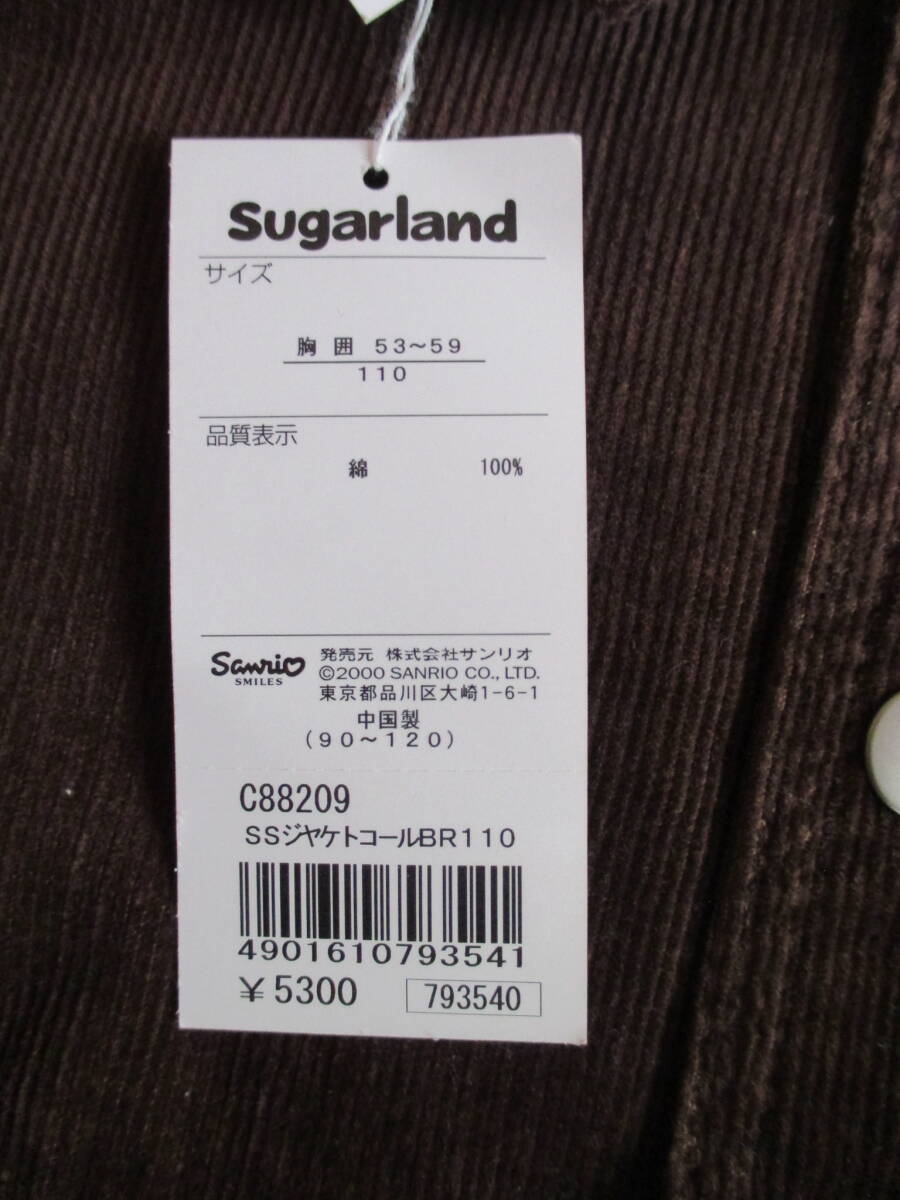 Sugarland
サイズ
胸囲 53〜59
110
品質表示
綿 100%
Sanrio
SMILES
発売元 株式会社サンリオ
©2000 SANRIO CO., LTD.
東京都品川区大崎1-6-1
中国製
(90〜120)
C88209
SSジヤケトコールBR110
4901610793541
¥5300 793540